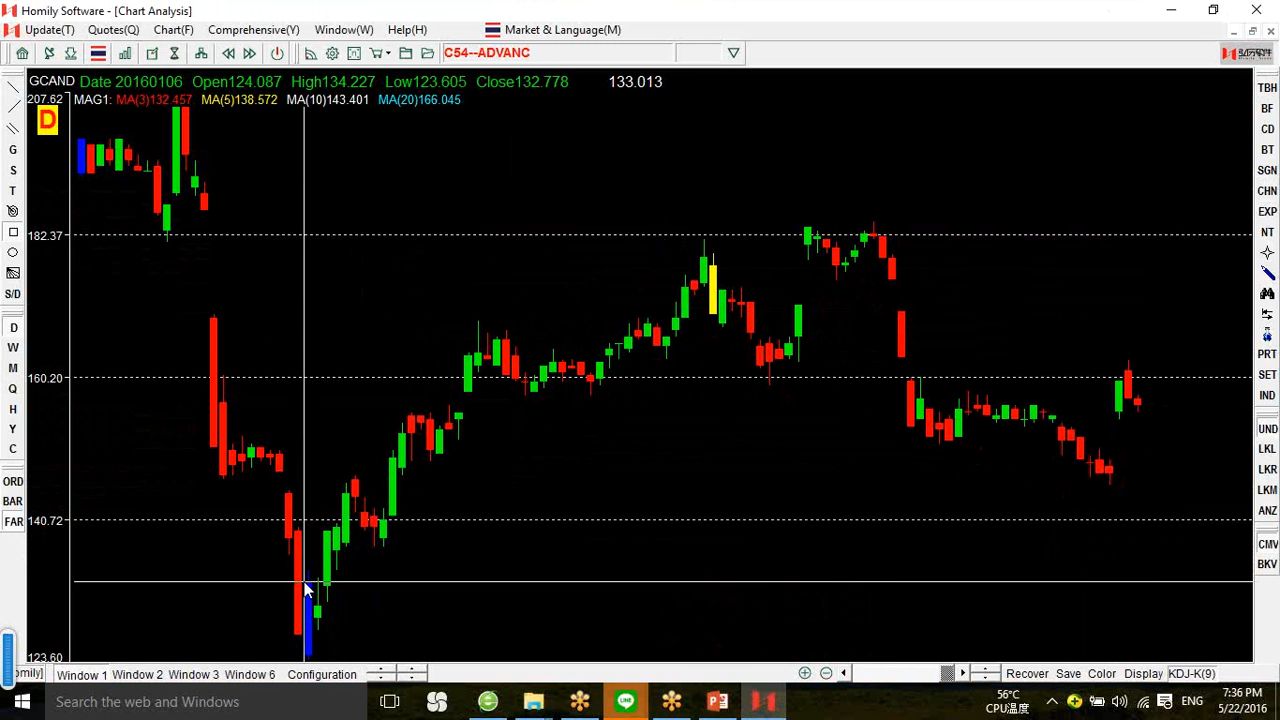 Homily Software - [Chart Analysis]
Update(T) Quotes(Q) Chart(F) Comprehensive(Y) Window(W) Help(H) Market & Language(M)
C54--ADVANC
GCAND Date 20160106 Open124.087 High134.227 Low123.605 Close132.778 133.013
207.62 MAG1: MA(3)132.457 MA(5)138.572 MA(10)143.401 MA(20)166.045
D
182.37
160.20
140.72
123.60
G
S
T
S/D
D
W
M
Q
H
Y
C
ORD
BAR
FAR
TBH
BF
CD
BT
SGN
CHN
EXP
NT
PRT
SET
IND
UND
LKL
LKR
LKM
ANZ
CMV
BKV
Window 1 Window 2 Window 3 Window 6 Configuration Recover Save Color Display KDJ-K(9)
Search the web and Windows
56°C
CPU温度
ENG
7:36 PM
5/22/2016